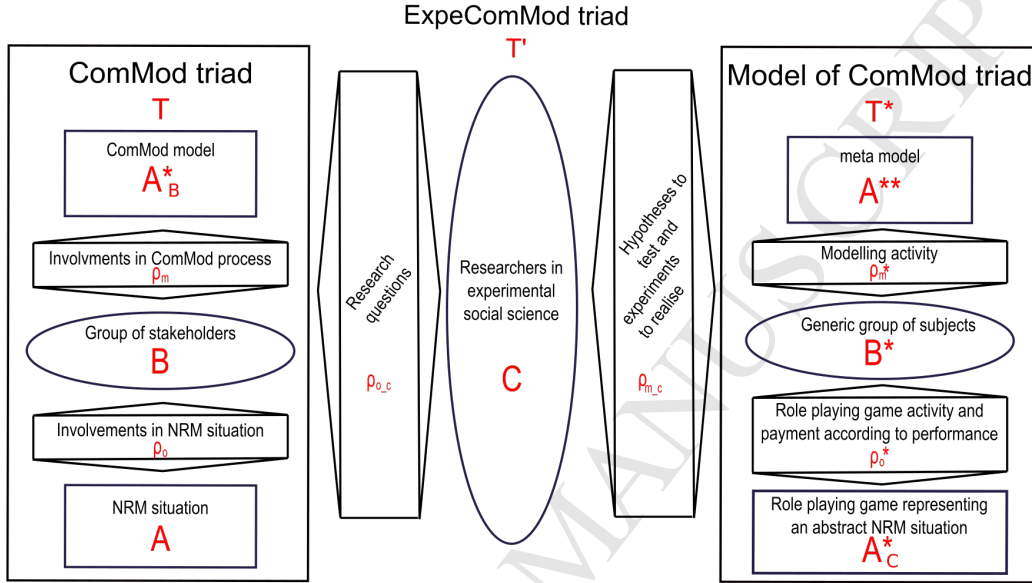 ExpeComMod triad
T'
ComMod triad
T
ComMod model
A*B
Involvments in ComMod process
ρm
Group of stakeholders
B
Involvements in NRM situation
ρo
NRM situation
A
Research
questions
ρo_c
Researchers in
experimental
social science
C
Hypotheses to
test and
experiments
to realise
ρm_c
Model of ComMod triad
T*
meta model
A**
Modelling activity
ρm*
Generic group of subjects
B*
Role playing game activity and
payment according to performance
ρo*
Role playing game representing
an abstract NRM situation
A*C
MANUSCRIP